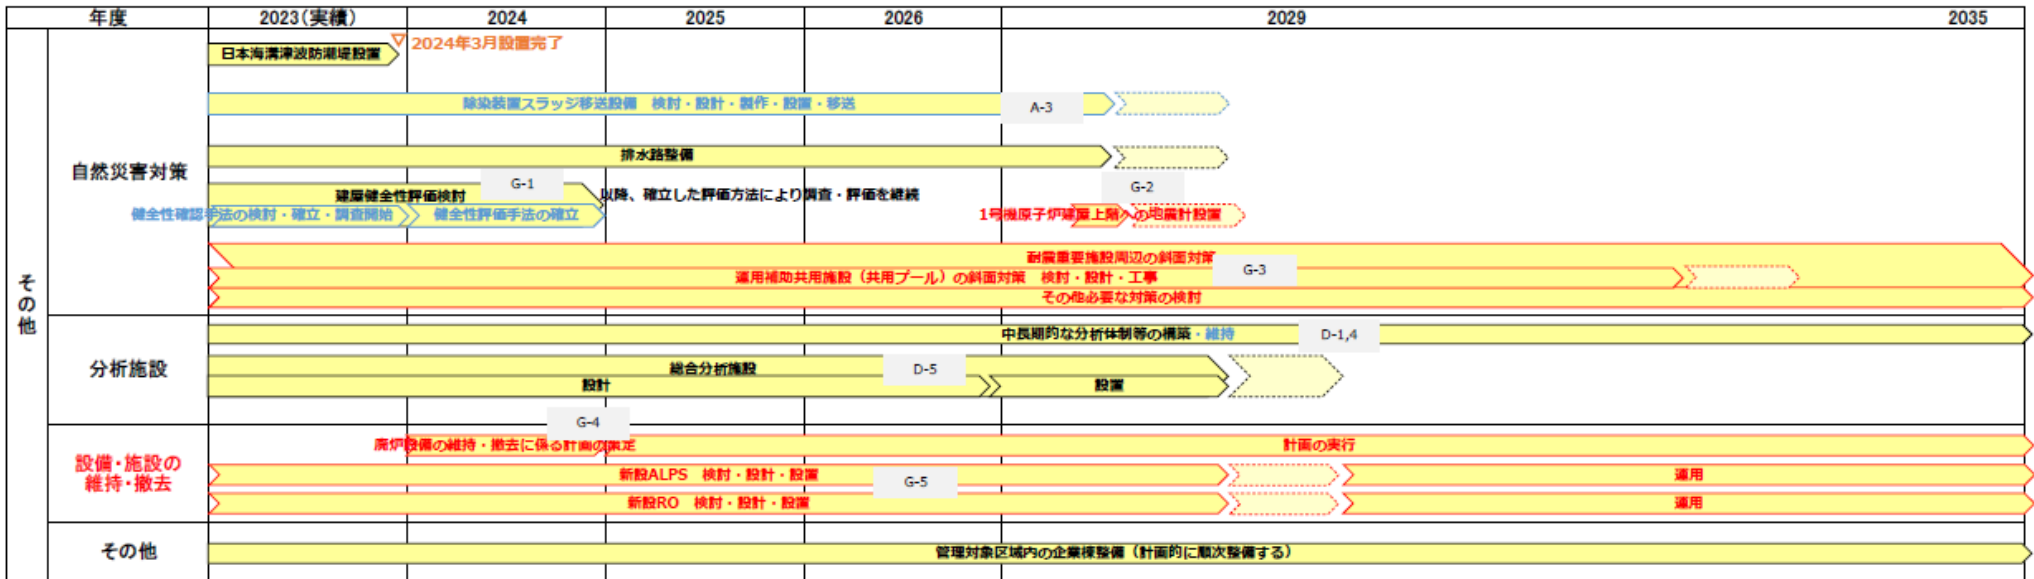 年度 2023(実績) 2024 2025 2026 2029 2035
その他
自然災害対策
日本海溝津波防潮堤設置
2024年3月設置完了
除染装置スラッジ移送設備 検討・設計・製作・設置・移送
A-3
排水路整備
G-1
建屋健全性評価検討
以降、確立した評価方法により調査・評価を継続
健全性確認手法の検討・確立・調査開始
健全性評価手法の確立
G-2
1号機原子炉建屋上階への地震計設置
耐震重要施設周辺の斜面対策
G-3
運用補助共用施設（共用プール）の斜面対策 検討・設計・工事
その他必要な対策の検討
分析施設
中長期的な分析体制等の構築・維持
D-1,4
総合分析施設
D-5
設計
設置
設備・施設の
維持・撤去
G-4
廃炉設備の維持・撤去に係る計画の策定
計画の実行
新設ALPS 検討・設計・設置
G-5
運用
新設RO 検討・設計・設置
運用
その他
管理対象区域内の企業棟整備（計画的に順次整備する）